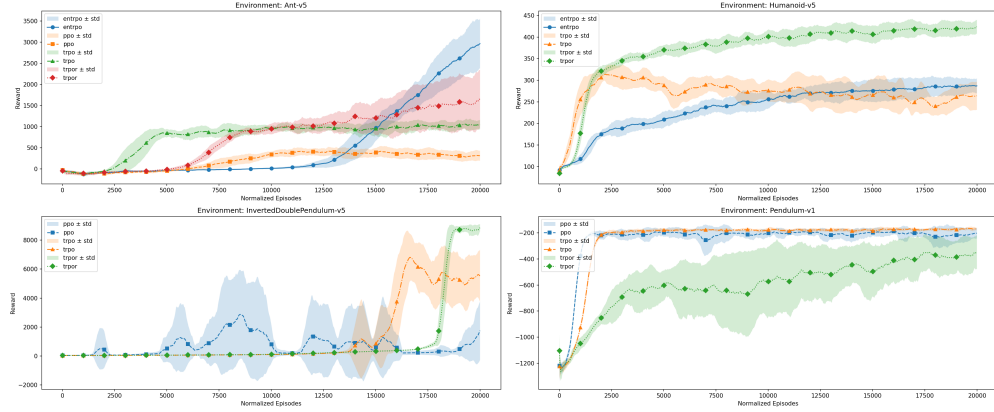 Environment: Ant-v5
entrpo ± std
entrpo
ppo ± std
ppo
trpo ± std
trpo
trpor ± std
trpor
Reward
3500
3000
2500
2000
1500
1000
500
0
0
2500
5000
7500
10000
12500
15000
17500
20000
Normalized Episodes
Environment: Humanoid-v5
entrpo ± std
entrpo
trpo ± std
trpo
trpor ± std
trpor
Reward
450
400
350
300
250
200
150
100
0
2500
5000
7500
10000
12500
15000
17500
20000
Normalized Episodes
Environment: InvertedDoublePendulum-v5
ppo ± std
ppo
trpo ± std
trpo
trpor ± std
trpor
Reward
8000
6000
4000
2000
0
−2000
0
2500
5000
7500
10000
12500
15000
17500
20000
Normalized Episodes
Environment: Pendulum-v1
ppo ± std
ppo
trpo ± std
trpo
trpor ± std
trpor
Reward
−200
−400
−600
−800
−1000
−1200
0
2500
5000
7500
10000
12500
15000
17500
20000
Normalized Episodes